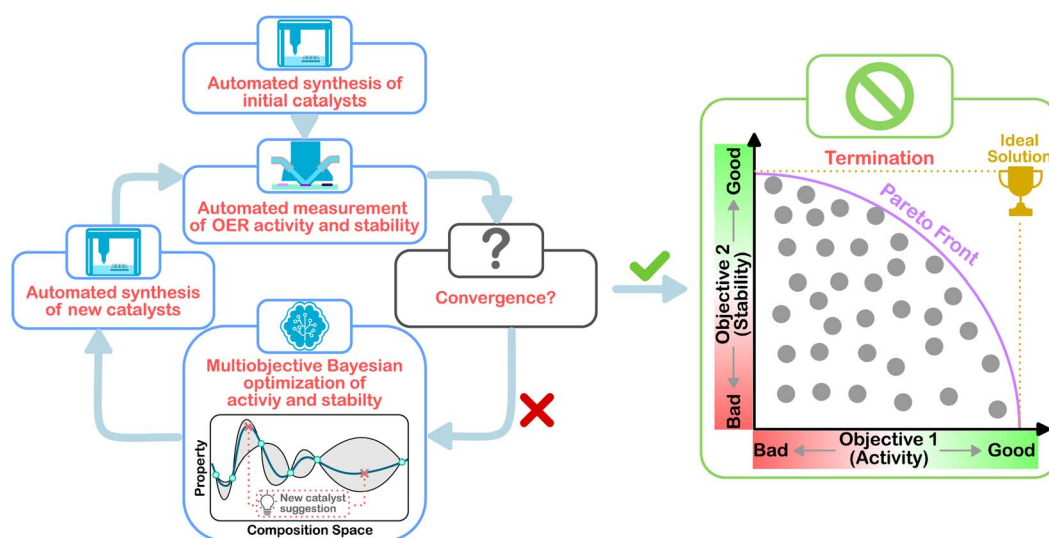 Automated synthesis of
initial catalysts
Automated measurement
of OER activity and stability
?
Convergence?
Automated synthesis
of new catalysts
Multiobjective Bayesian
optimization of
activiy and stabilty
Property
New catalyst
suggestion
Composition Space
Termination
Ideal
Solution
Pareto Front
Good
Objective 2
(Stability)
Bad
Bad
Objective 1
(Activity)
Good